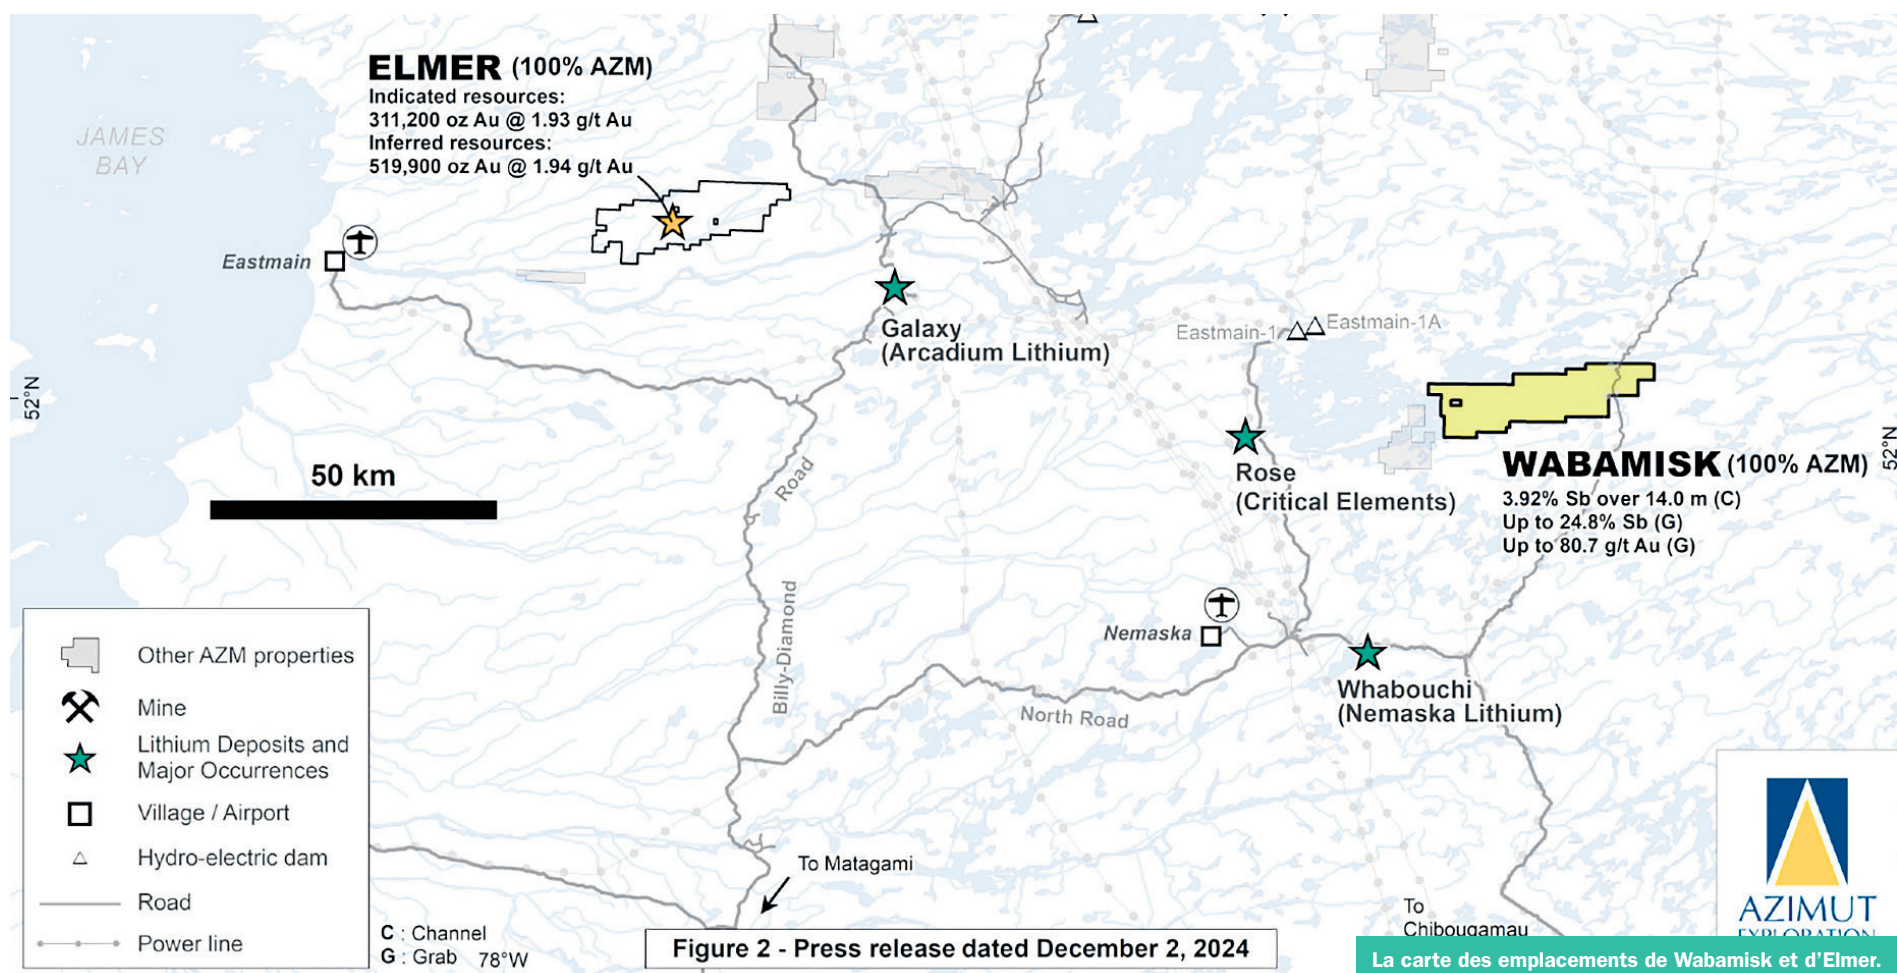 ELMER (100% AZM)
Indicated resources:
311,200 oz Au @ 1.93 g/t Au
Inferred resources:
519,900 oz Au @ 1.94 g/t Au
JAMES
BAY
Eastmain
Galaxy
(Arcadium Lithium)
Eastmain-1
Eastmain-1A
52°N
52°N
50 km
Road
Rose
(Critical Elements)
WABAMISK (100% AZM)
3.92% Sb over 14.0 m (C)
Up to 24.8% Sb (G)
Up to 80.7 g/t Au (G)
Billy-Diamond
Nemaska
Whabouchi
(Nemaska Lithium)
North Road
Other AZM properties
Mine
Lithium Deposits and
Major Occurrences
Village / Airport
Hydro-electric dam
Road
Power line
To Matagami
To
Chibougamau
C : Channel
G : Grab
78°W
Figure 2 - Press release dated December 2, 2024
AZIMUT
EXPLORATION
La carte des emplacements de Wabamisk et d'Elmer.